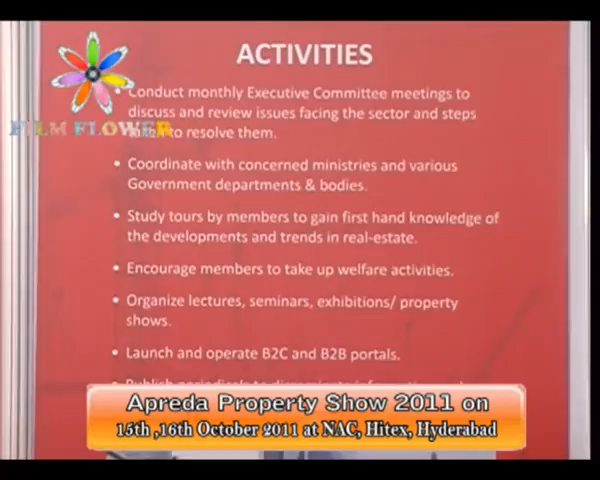 ACTIVITIES
• Conduct monthly Executive Committee meetings to
discuss and review issues facing the sector and steps
to resolve them.
FILM FLOWER
• Coordinate with concerned ministries and various
Government departments & bodies.
• Study tours by members to gain first hand knowledge of
the developments and trends in real-estate.
• Encourage members to take up welfare activities.
• Organize lectures, seminars, exhibitions/ property
shows.
• Launch and operate B2C and B2B portals.
• Publish periodicals to
Apreda Property Show 2011 on
15th ,16th October 2011 at NAC, Hitex, Hyderabad